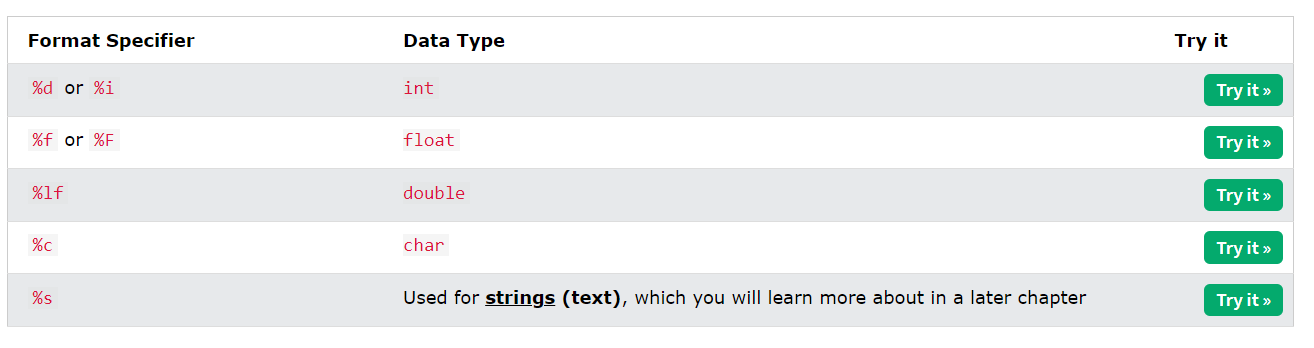 Format Specifier Data Type Try it
%d or %i int Try it »
%f or %F float Try it »
%lf double Try it »
%c char Try it »
%s Used for strings (text), which you will learn more about in a later chapter Try it »